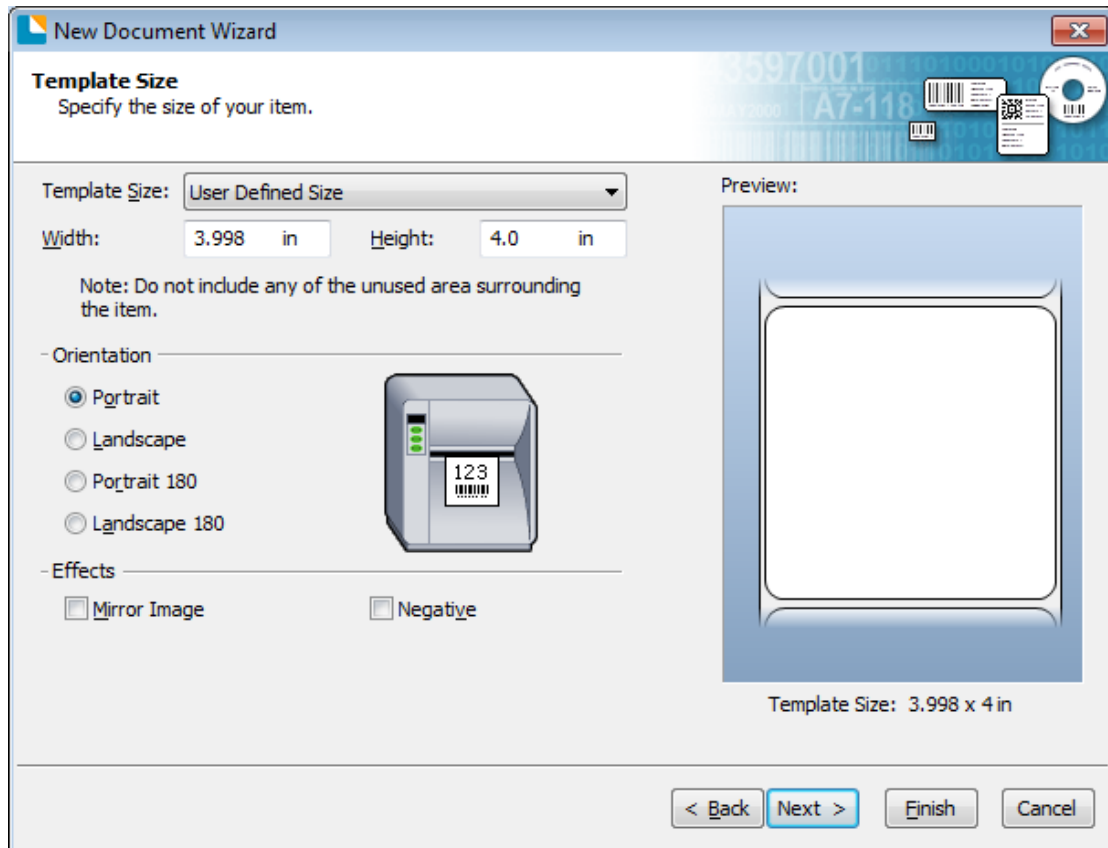 New Document Wizard
Template Size
Specify the size of your item.
3597001
A7-118
Template Size: User Defined Size
Preview:
Width: 3.998 in Height: 4.0 in
Note: Do not include any of the unused area surrounding
the item.
Orientation
Portrait
Landscape
Portrait 180
Landscape 180
123
Effects
Mirror Image Negative
Template Size: 3.998 x 4 in
< Back Next > Finish Cancel